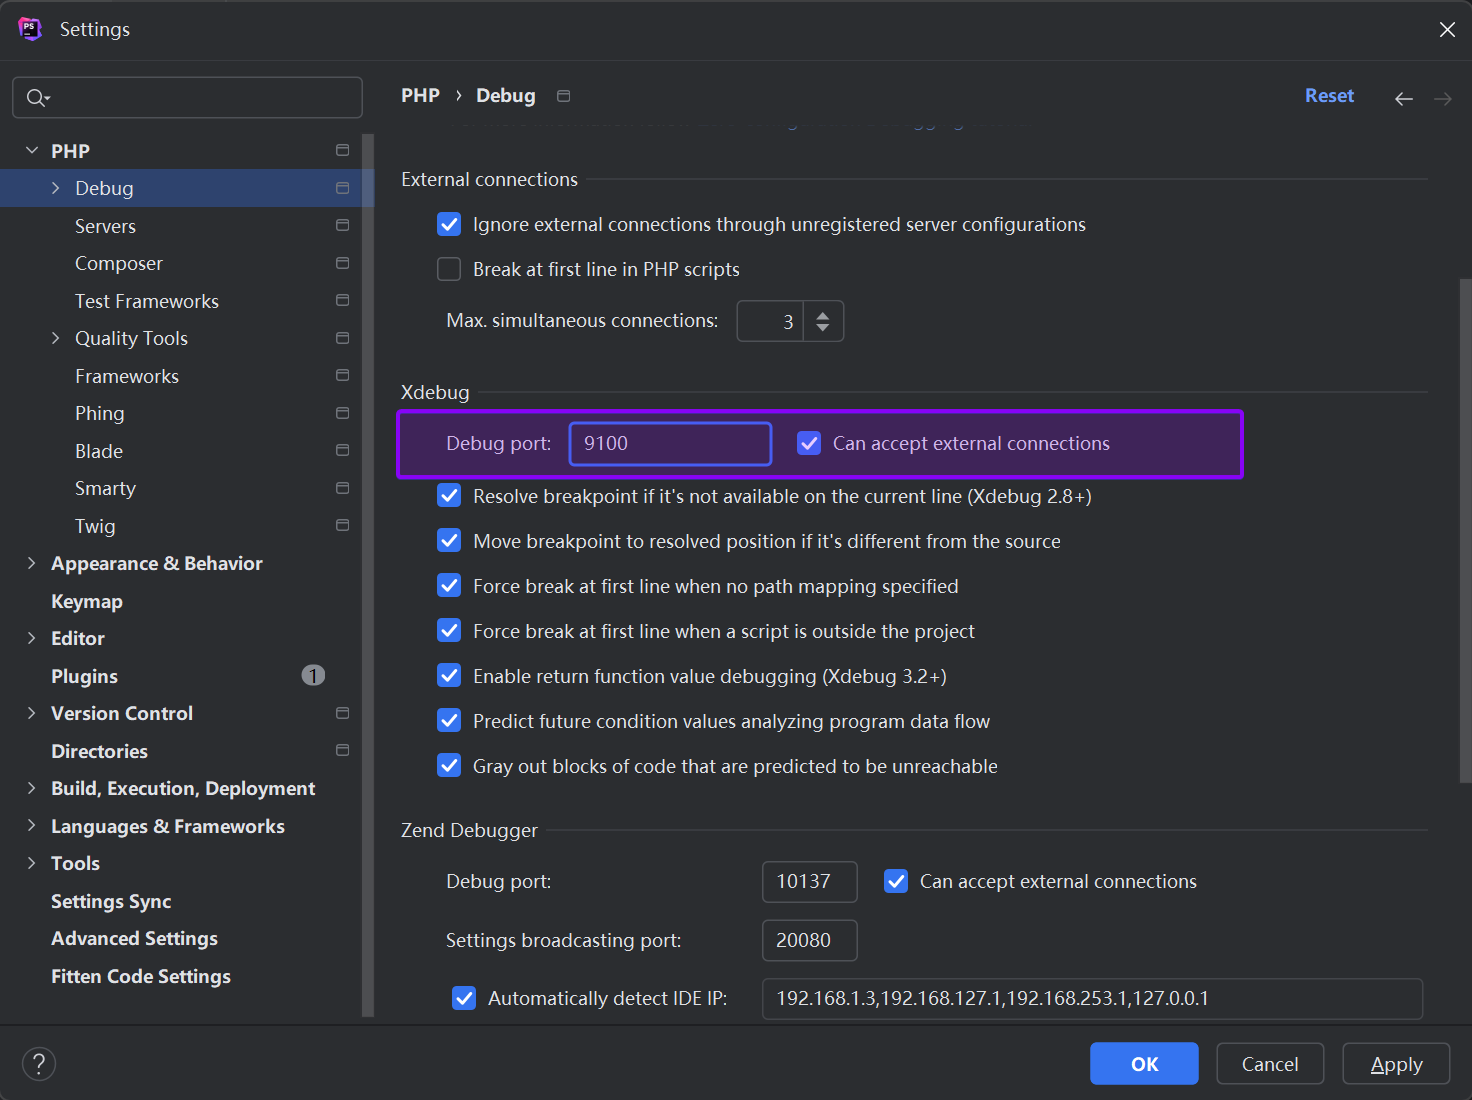 PS
Settings
PHP › Debug
Reset
PHP
Debug
Servers
Composer
Test Frameworks
Quality Tools
Frameworks
Phing
Blade
Smarty
Twig
Appearance & Behavior
Keymap
Editor
Plugins 1
Version Control
Directories
Build, Execution, Deployment
Languages & Frameworks
Tools
Settings Sync
Advanced Settings
Fitten Code Settings
External connections
Ignore external connections through unregistered server configurations
Break at first line in PHP scripts
Max. simultaneous connections: 3
Xdebug
Debug port: 9100 Can accept external connections
Resolve breakpoint if it's not available on the current line (Xdebug 2.8+)
Move breakpoint to resolved position if it's different from the source
Force break at first line when no path mapping specified
Force break at first line when a script is outside the project
Enable return function value debugging (Xdebug 3.2+)
Predict future condition values analyzing program data flow
Gray out blocks of code that are predicted to be unreachable
Zend Debugger
Debug port: 10137 Can accept external connections
Settings broadcasting port: 20080
Automatically detect IDE IP: 192.168.1.3,192.168.127.1,192.168.253.1,127.0.0.1
?
OK Cancel Apply